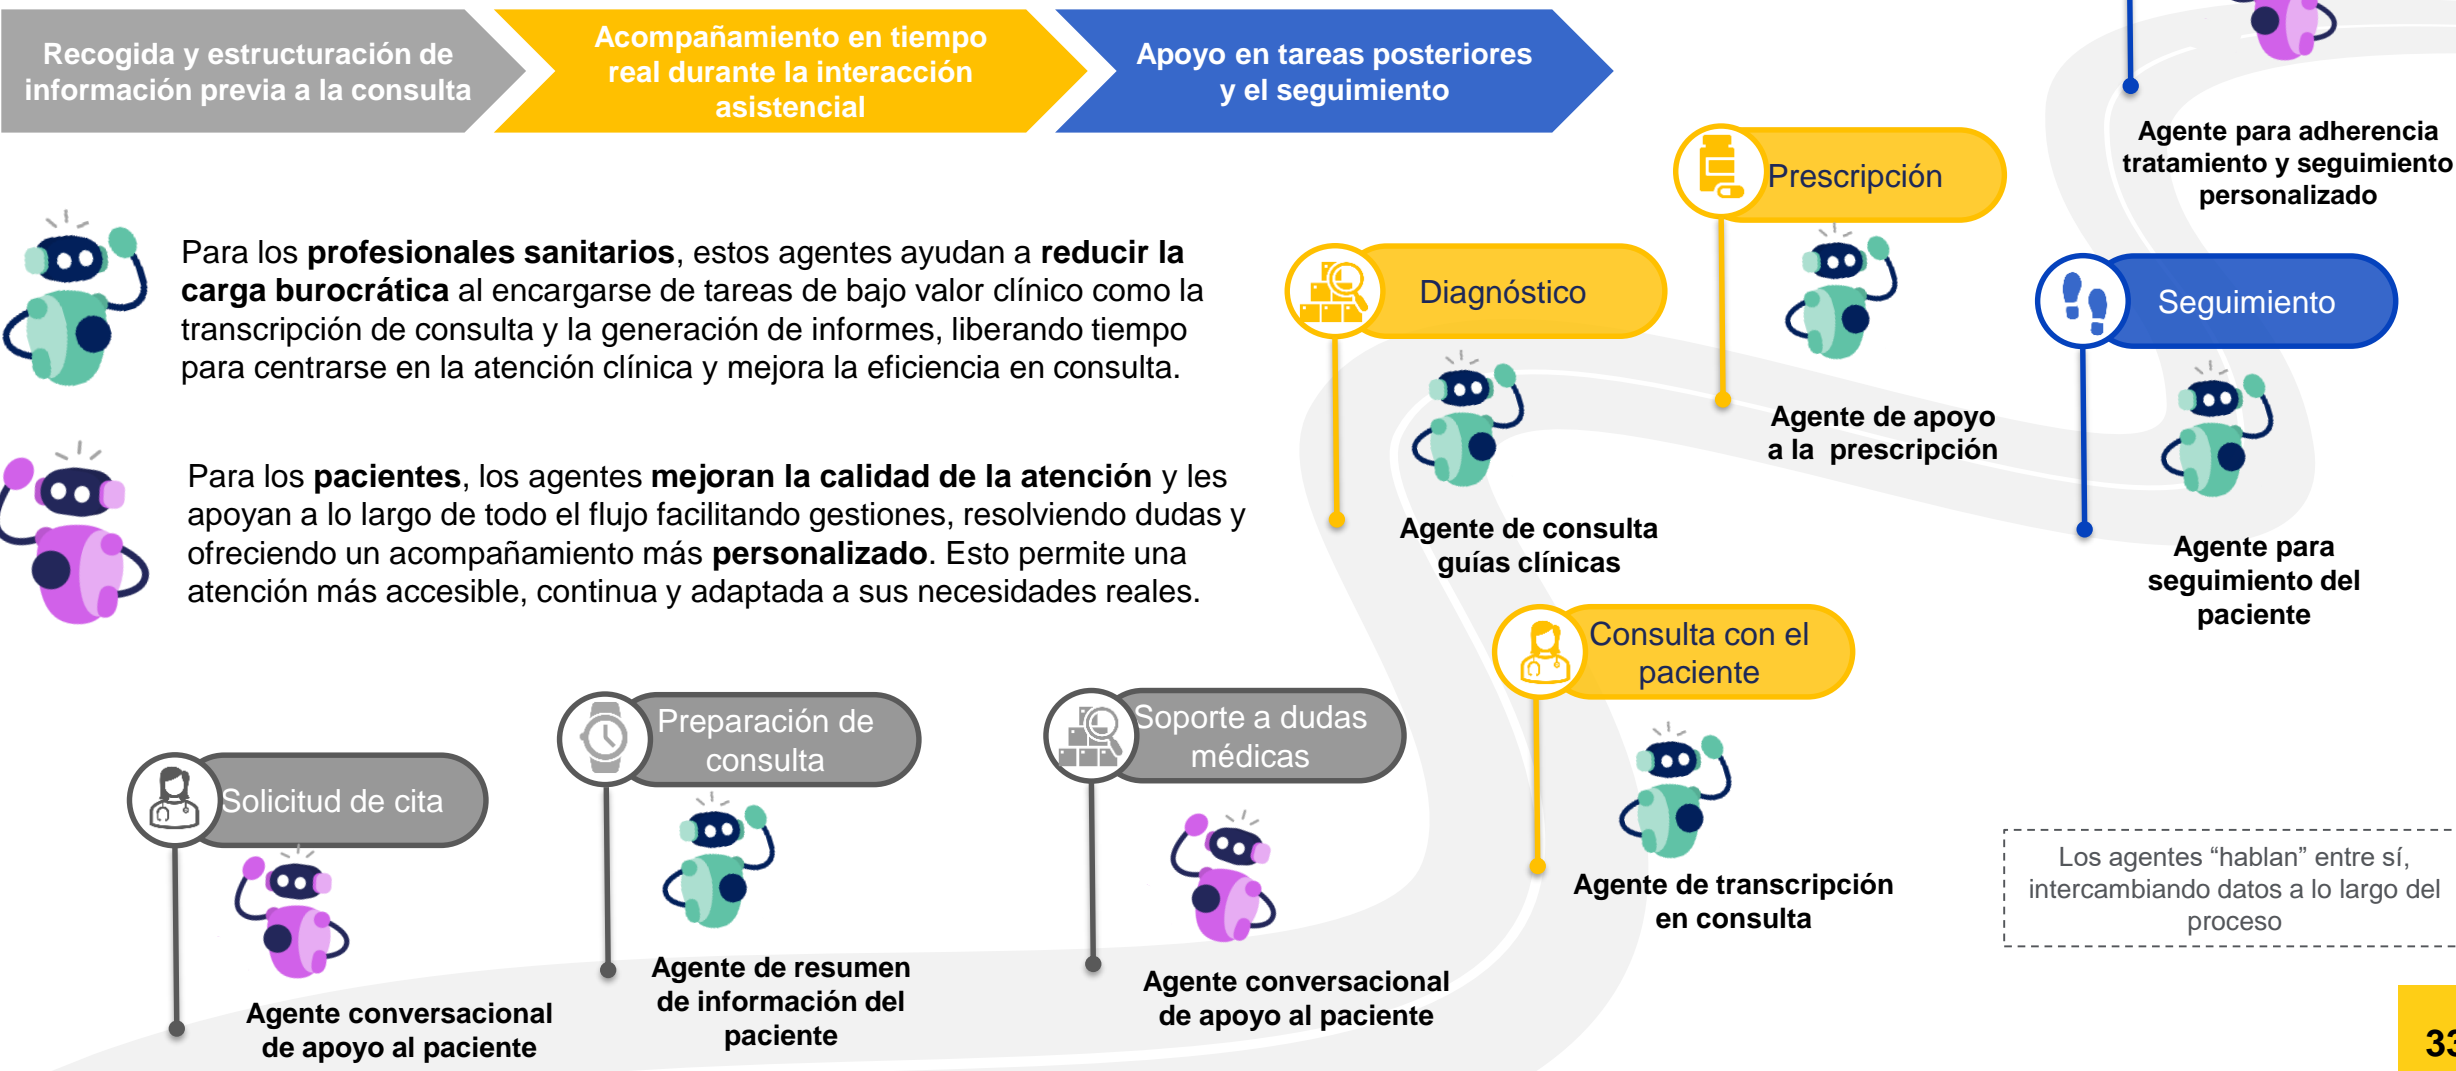 Recogida y estructuración de
información previa a la consulta
Acompañamiento en tiempo
real durante la interacción
asistencial
Apoyo en tareas posteriores
y el seguimiento
Para los profesionales sanitarios, estos agentes ayudan a reducir la
carga burocrática al encargarse de tareas de bajo valor clínico como la
transcripción de consulta y la generación de informes, liberando tiempo
para centrarse en la atención clínica y mejora la eficiencia en consulta.
Para los pacientes, los agentes mejoran la calidad de la atención y les
apoyan a lo largo de todo el flujo facilitando gestiones, resolviendo dudas y
ofreciendo un acompañamiento más personalizado. Esto permite una
atención más accesible, continua y adaptada a sus necesidades reales.
Solicitud de cita
Agente conversacional
de apoyo al paciente
Preparación de
consulta
Agente de resumen
de información del
paciente
Soporte a dudas
médicas
Agente conversacional
de apoyo al paciente
Consulta con el
paciente
Agente de transcripción
en consulta
Diagnóstico
Agente de consulta
guías clínicas
Prescripción
Agente de apoyo
a la prescripción
Seguimiento
Agente para
seguimiento del
paciente
Agente para adherencia
tratamiento y seguimiento
personalizado
Los agentes “hablan” entre sí,
intercambiando datos a lo largo del
proceso
33